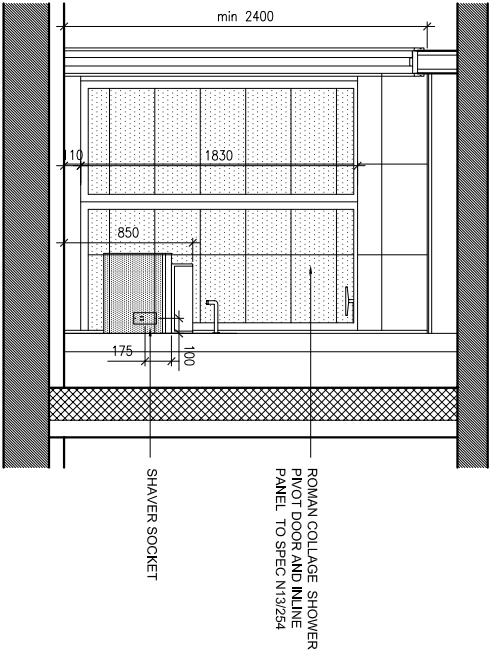 min 2400
110
1830
850
175
100
ROMAN COLLAGE SHOWER
PIVOT DOOR AND INLINE
PANEL TO SPEC N13/254
SHAVER SOCKET